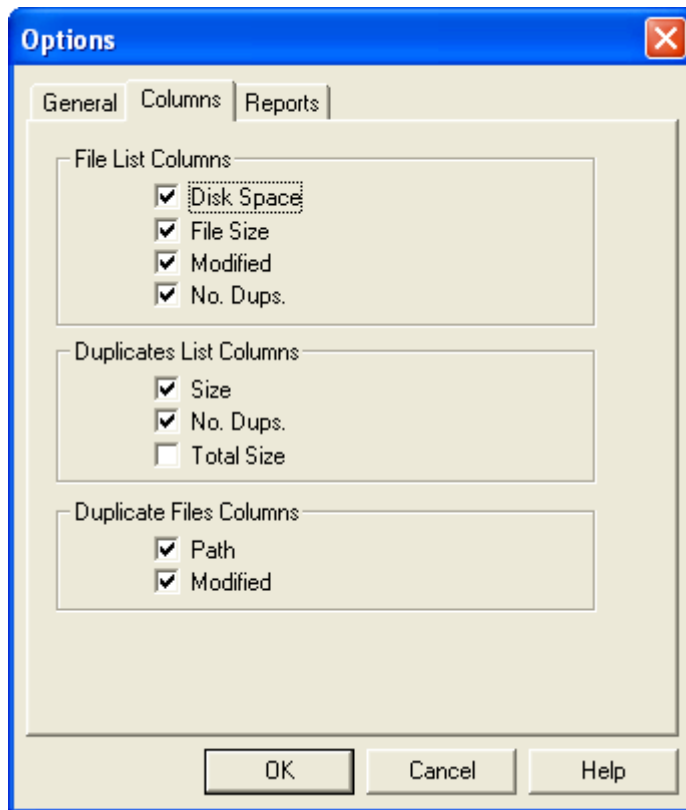 Options
General Columns Reports
File List Columns
Disk Space
File Size
Modified
No. Dups.
Duplicates List Columns
Size
No. Dups.
Total Size
Duplicate Files Columns
Path
Modified
OK Cancel Help